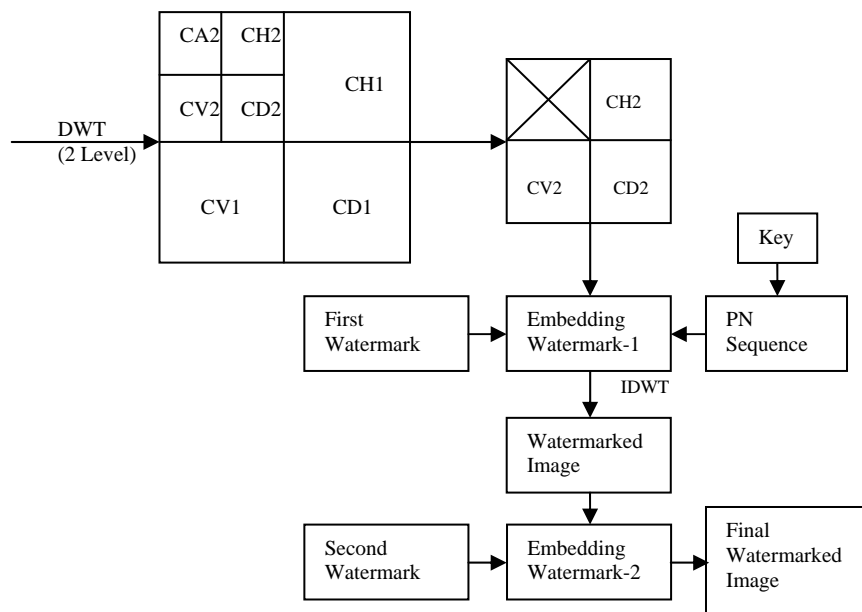 CA2 CH2
CH1
CV2 CD2
DWT
(2 Level)
CV1 CD1
CH2
CV2 CD2
Key
First
Watermark
Embedding
Watermark-1
PN
Sequence
IDWT
Watermarked
Image
Second
Watermark
Embedding
Watermark-2
Final
Watermarked
Image